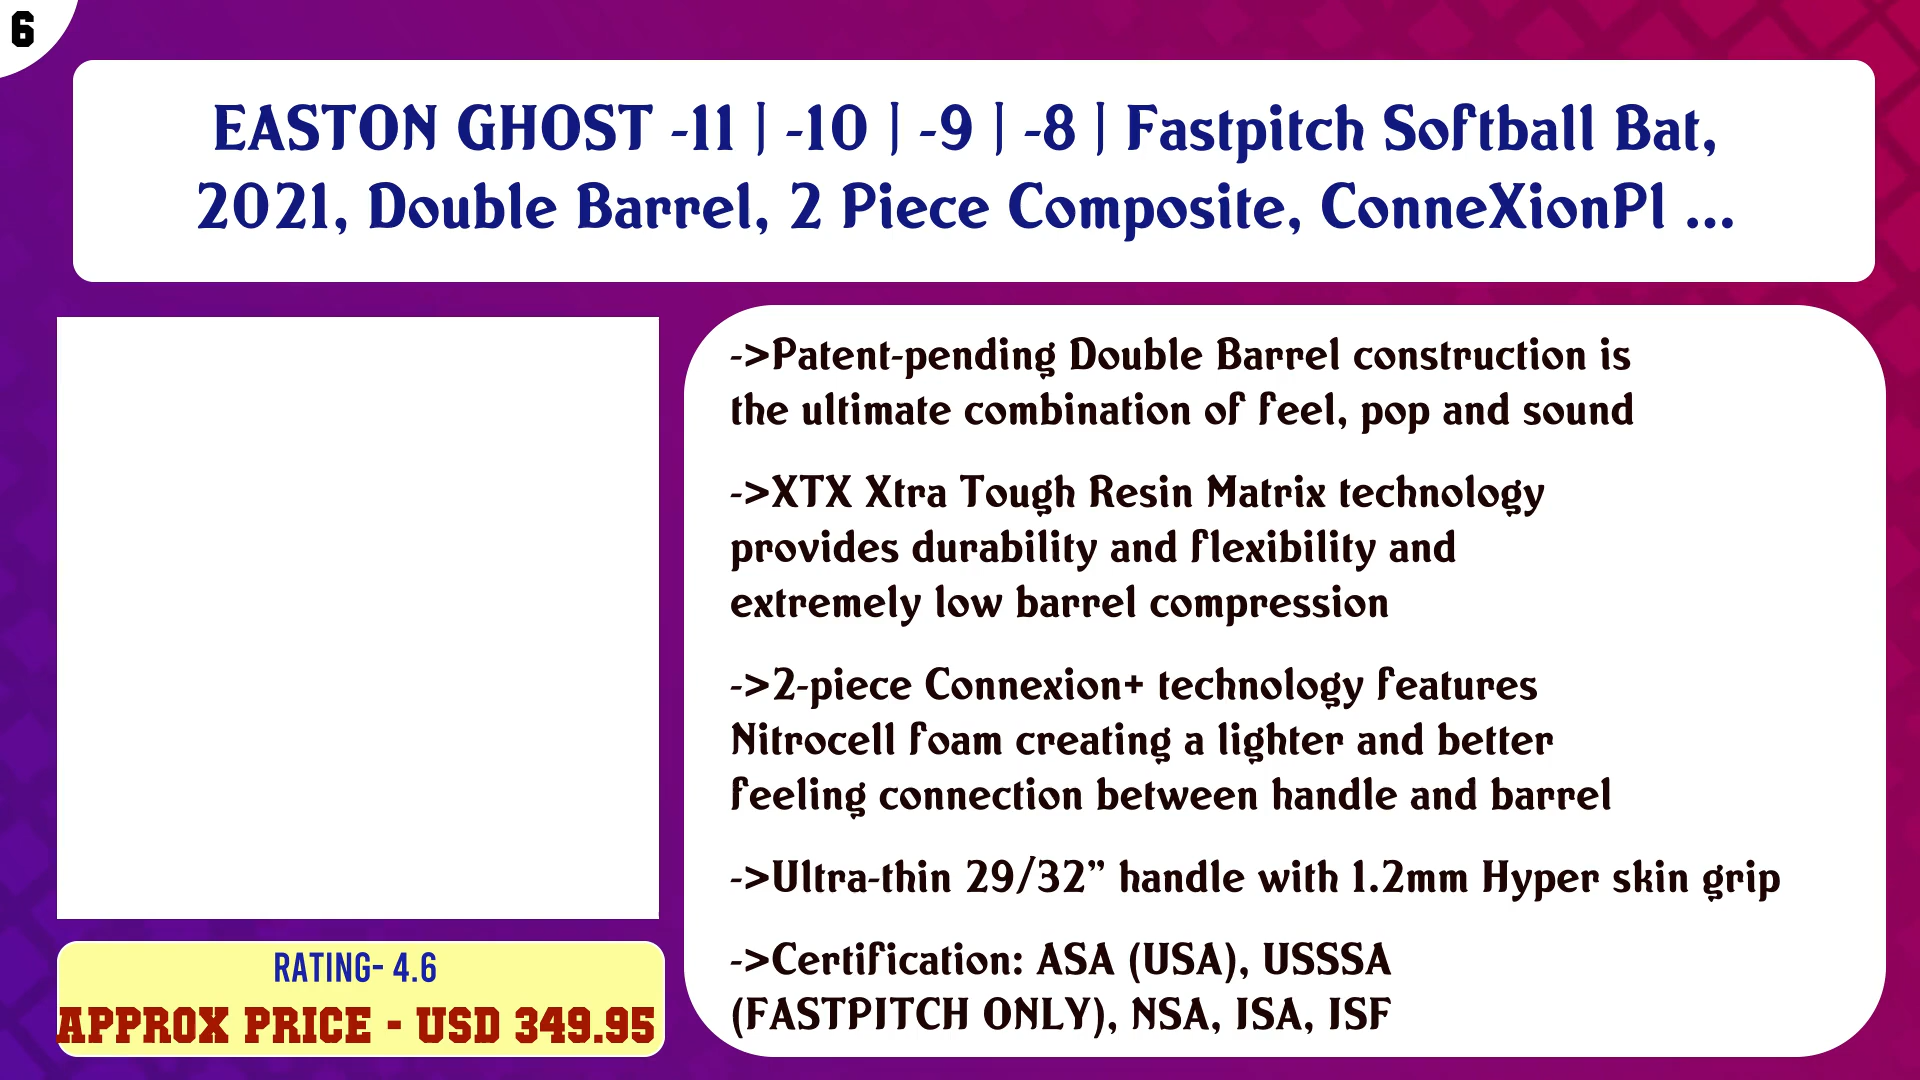 6
EASTON GHOST -11 | -10 | -9 | -8 | Fastpitch Softball Bat,
2021, Double Barrel, 2 Piece Composite, ConneXionPl ...
->Patent-pending Double Barrel construction is
the ultimate combination of feel, pop and sound
->XTX Xtra Tough Resin Matrix technology
provides durability and flexibility and
extremely low barrel compression
->2-piece Connexion+ technology features
Nitrocell foam creating a lighter and better
feeling connection between handle and barrel
->Ultra-thin 29/32” handle with 1.2mm Hyper skin grip
->Certification: ASA (USA), USSSA
(FASTPITCH ONLY), NSA, ISA, ISF
RATING- 4.6
APPROX PRICE - USD 349.95